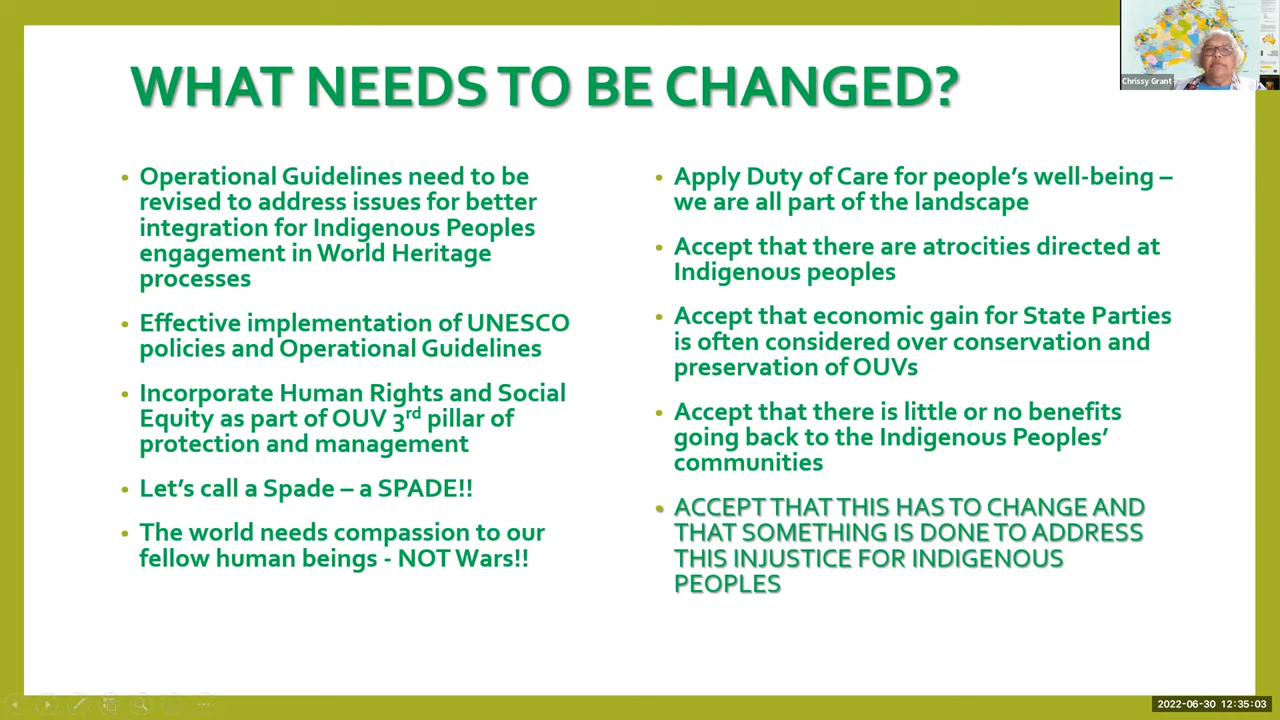 WHAT NEEDS TO BE CHANGED?
Operational Guidelines need to be
revised to address issues for better
integration for Indigenous Peoples
engagement in World Heritage
processes
Effective implementation of UNESCO
policies and Operational Guidelines
Incorporate Human Rights and Social
Equity as part of OUV 3rd pillar of
protection and management
Let's call a Spade – a SPADE!!
The world needs compassion to our
fellow human beings - NOT Wars!!
Apply Duty of Care for people's well-being –
we are all part of the landscape
Accept that there are atrocities directed at
Indigenous peoples
Accept that economic gain for State Parties
is often considered over conservation and
preservation of OUVs
Accept that there is little or no benefits
going back to the Indigenous Peoples'
communities
ACCEPT THAT THIS HAS TO CHANGE AND
THAT SOMETHING IS DONE TO ADDRESS
THIS INJUSTICE FOR INDIGENOUS
PEOPLES
Chrissy Grant
2022-06-30 12:35:03